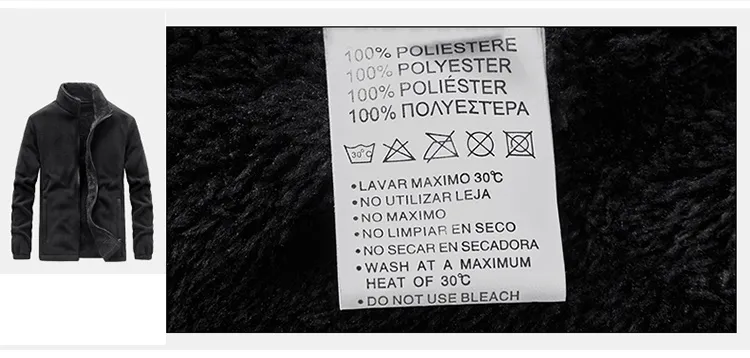 100% POLIESTERE
100% POLYESTER
100% POLIÉSTER
100% ΠΟΛΥΕΣΤΕΡΑ
30°C
•LAVAR MAXIMO 30℃
•NO UTILIZAR LEJA
•NO MAXIMO
•NO LIMPIAR EN SECO
•NO SECAR EN SECADORA
•WASH AT A MAXIMUM
HEAT OF 30℃
•DO NOT USE BLEACH